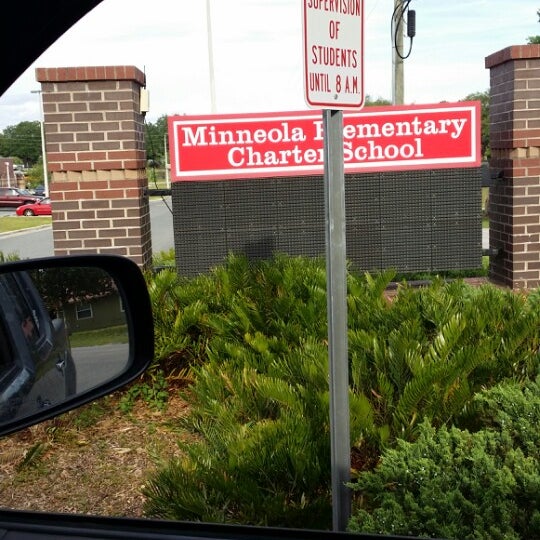 SUPERVISION
OF
STUDENTS
UNTIL 8 A.M.
Minneola Elementary
Charter School